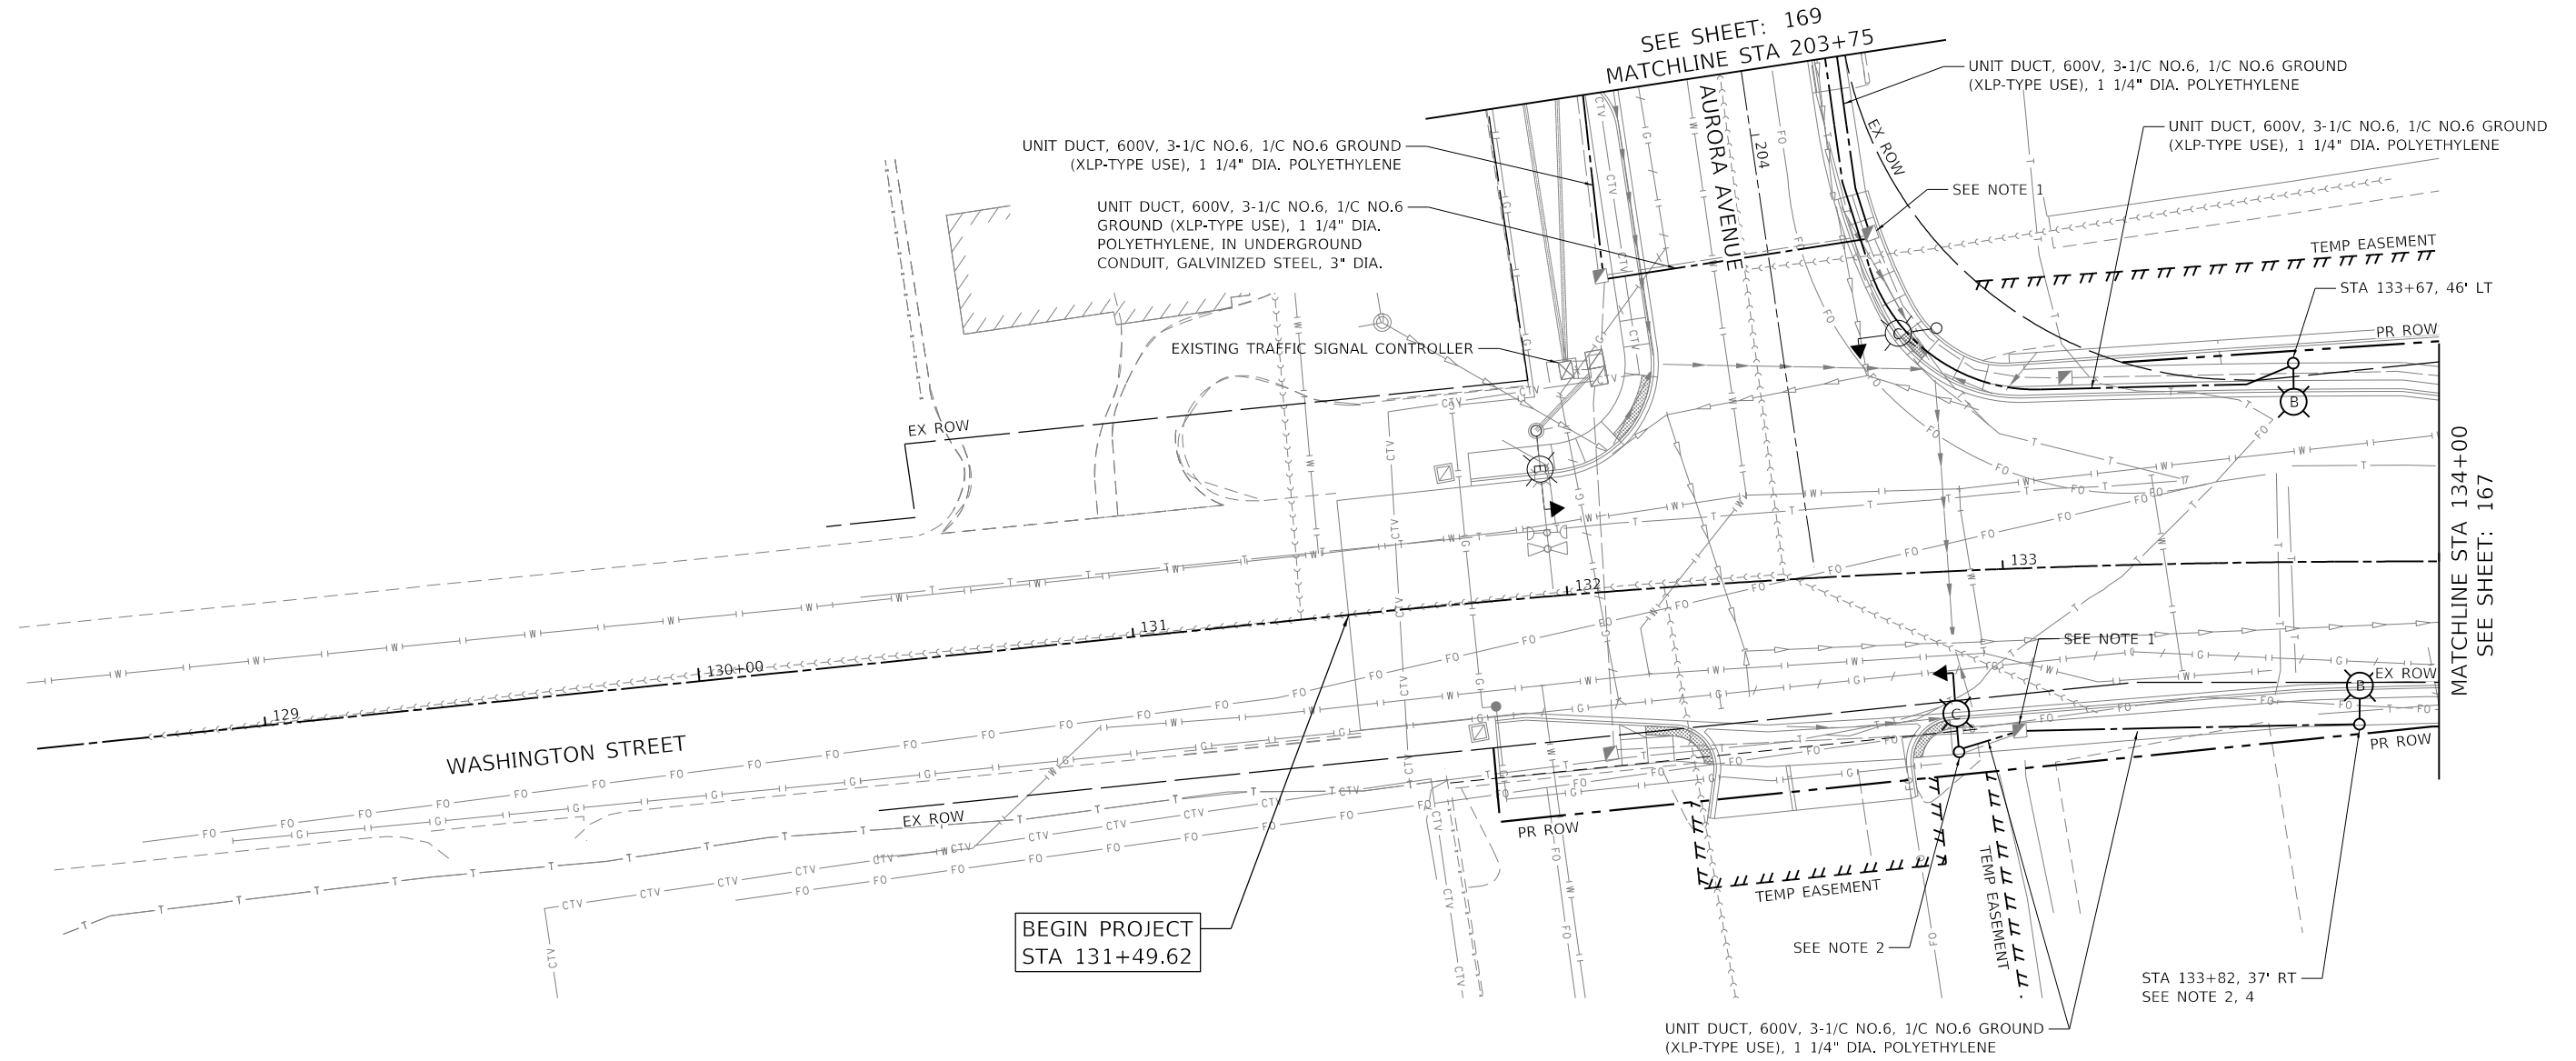 SEE SHEET: 169
MATCHLINE STA 203+75
UNIT DUCT, 600V, 3-1/C NO.6, 1/C NO.6 GROUND
(XLP-TYPE USE), 1 1/4" DIA. POLYETHYLENE
UNIT DUCT, 600V, 3-1/C NO.6, 1/C NO.6 GROUND
(XLP-TYPE USE), 1 1/4" DIA. POLYETHYLENE
UNIT DUCT, 600V, 3-1/C NO.6, 1/C NO.6 GROUND
(XLP-TYPE USE), 1 1/4" DIA. POLYETHYLENE
UNIT DUCT, 600V, 3-1/C NO.6, 1/C NO.6
GROUND (XLP-TYPE USE), 1 1/4" DIA.
POLYETHYLENE, IN UNDERGROUND
CONDUIT, GALVINIZED STEEL, 3" DIA.
AURORA AVENUE
204
EX ROW
SEE NOTE 1
TEMP EASEMENT
STA 133+67, 46' LT
PR ROW
EXISTING TRAFFIC SIGNAL CONTROLLER
C
B
E
EX ROW
MATCHLINE STA 134+00
SEE SHEET: 167
133
132
131
130+00
129
SEE NOTE 1
B
EX ROW
C
PR ROW
WASHINGTON STREET
EX ROW
PR ROW
TEMP EASEMENT
TEMP EASEMENT
BEGIN PROJECT
STA 131+49.62
SEE NOTE 2
STA 133+82, 37' RT
SEE NOTE 2, 4
UNIT DUCT, 600V, 3-1/C NO.6, 1/C NO.6 GROUND
(XLP-TYPE USE), 1 1/4" DIA. POLYETHYLENE